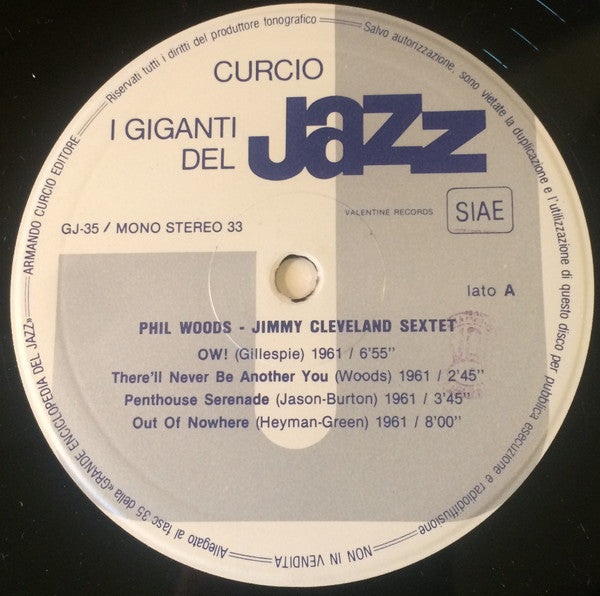 Riservati tutti i diritti del produttore fonografico
Salvo autorizzazione, sono vietate la duplicazione e l'utilizzazione di questo disco per pubblica esecuzione e radiodiffusione
NON IN VENDITA
Allegato al fasc 35 della «GRANDE ENCICLOPEDIA DEL JAZZ»
ARMANDO CURCIO EDITORE
CURCIO
I GIGANTI
DEL
Jazz
GJ-35 / MONO STEREO 33
VALENTINE RECORDS
SIAE
lato A
PHIL WOODS - JIMMY CLEVELAND SEXTET
OW! (Gillespie) 1961 / 6'55"
There'll Never Be Another You (Woods) 1961 / 2'45"
Penthouse Serenade (Jason-Burton) 1961 / 3'45"
Out Of Nowhere (Heyman-Green) 1961 / 8'00"